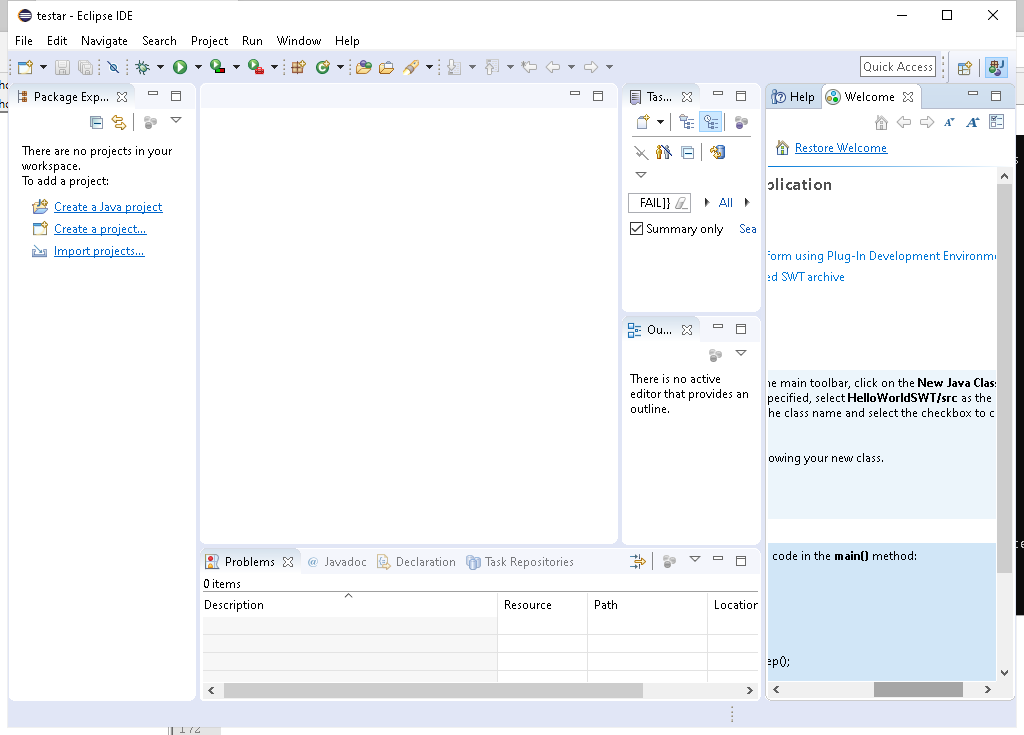 testar - Eclipse IDE
File Edit Navigate Search Project Run Window Help
Quick Access
Package Exp...
There are no projects in your
workspace.
To add a project:
Create a Java project
Create a project...
Import projects...
Tas...
FAIL]} All
Summary only Sea
Ou...
There is no active
editor that provides an
outline.
Help Welcome
Restore Welcome
plication
form using Plug-In Development Environme
ed SWT archive
he main toolbar, click on the New Java Clas
pecified, select HelloWorldSWT/src as the
he class name and select the checkbox to c
owing your new class.
code in the main() method:
ep();
Problems @ Javadoc Declaration Task Repositories
0 items
Description Resource Path Location
172